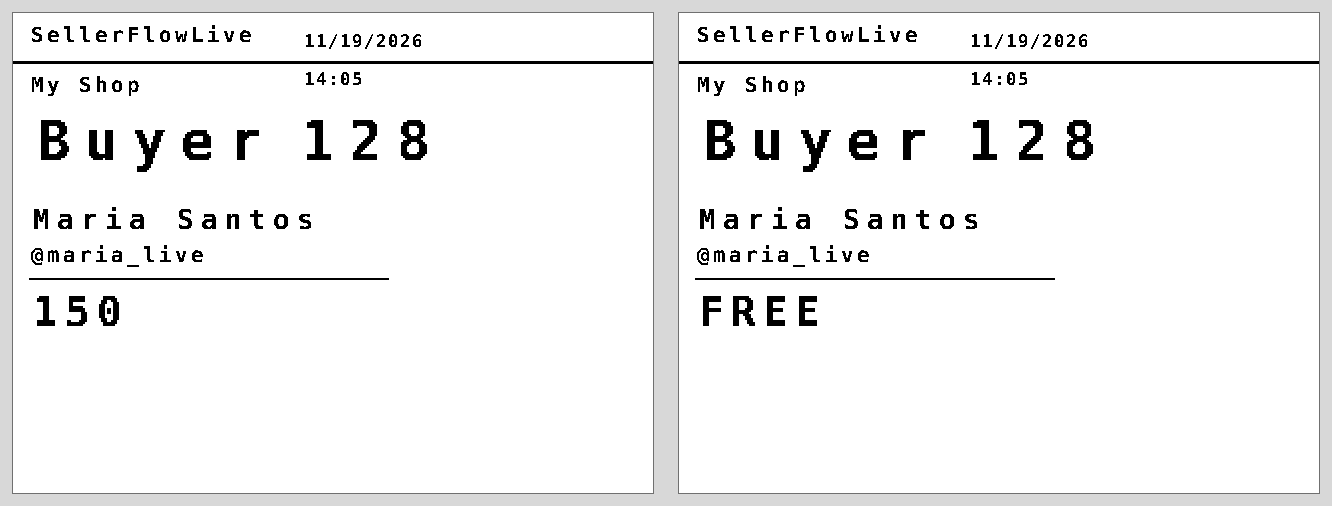 SellerFlowLive 11/19/2026
My Shop 14:05
Buyer 128
Maria Santos
@maria_live
150
SellerFlowLive 11/19/2026
My Shop 14:05
Buyer 128
Maria Santos
@maria_live
FREE